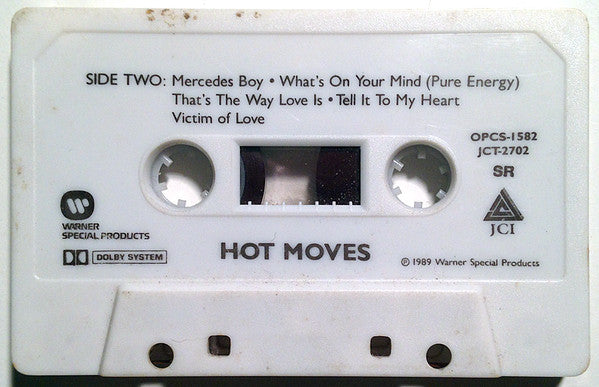 SIDE TWO: Mercedes Boy • What's On Your Mind (Pure Energy)
That's The Way Love Is • Tell It To My Heart
Victim of Love
OPCS-1582
JCT-2702
SR
WARNER
SPECIAL PRODUCTS
JCI
DOLBY SYSTEM
HOT MOVES
℗ 1989 Warner Special Products